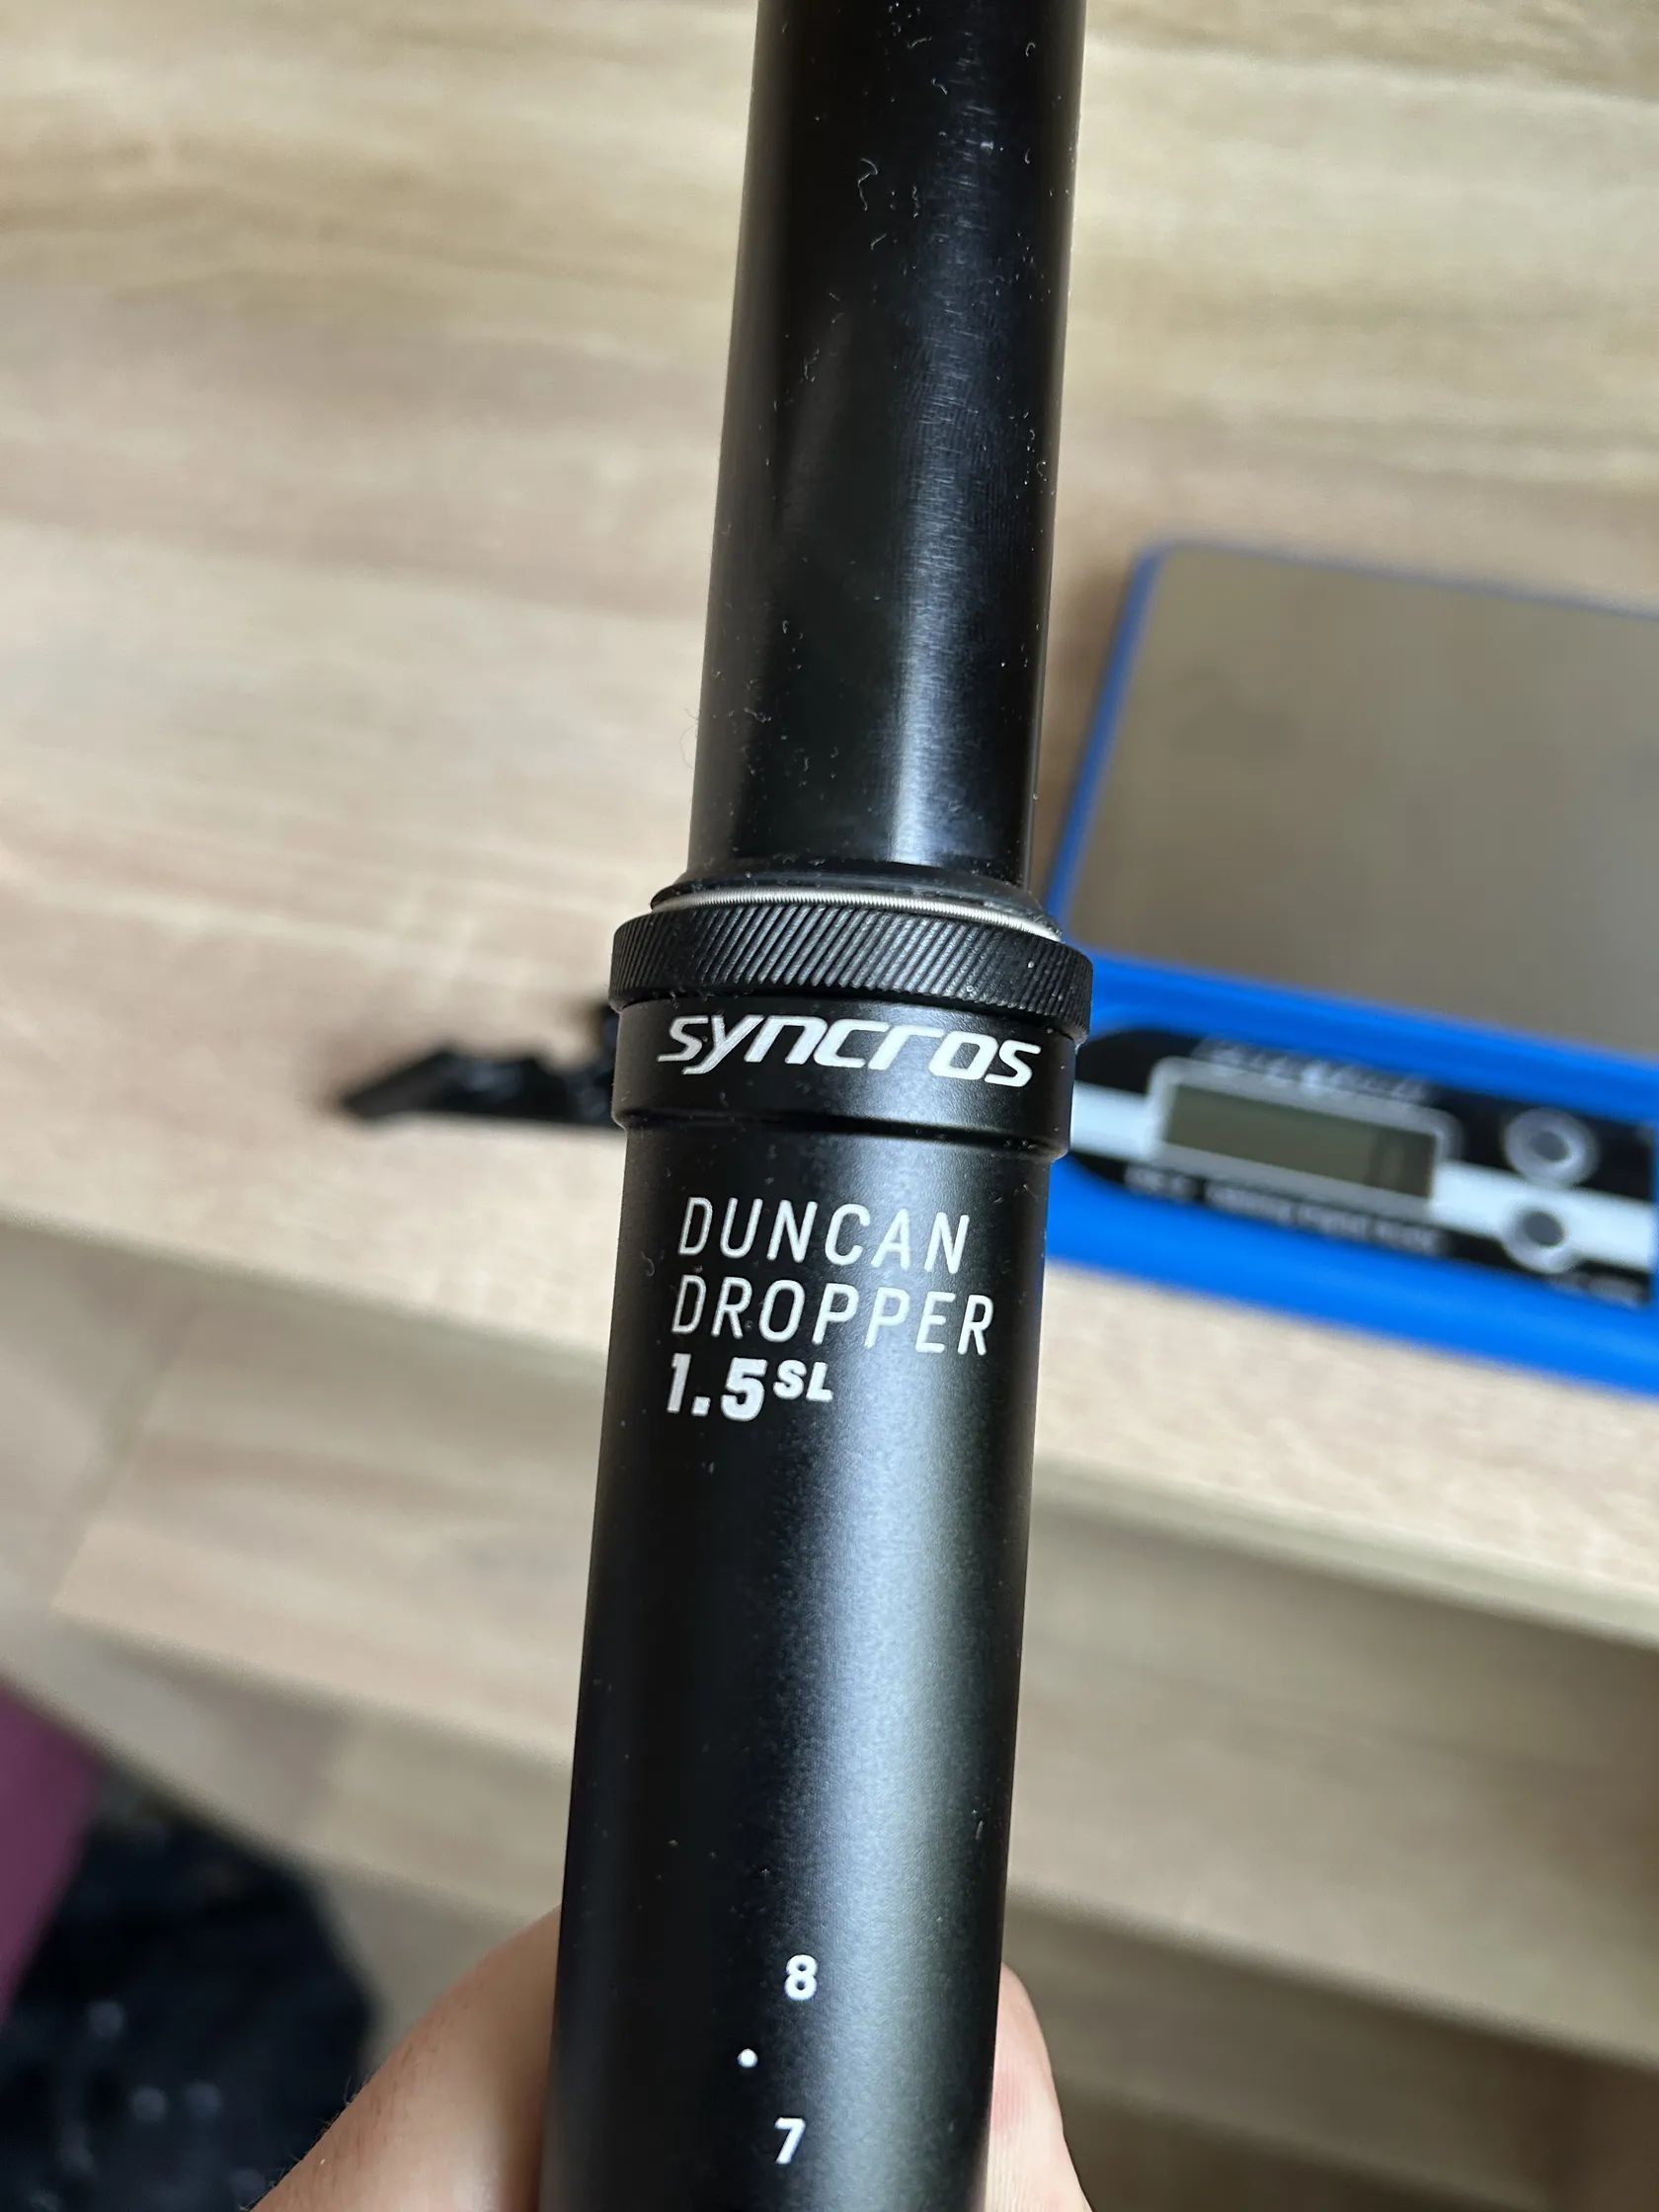 syncros
DUNCAN
DROPPER
1.5SL
8
7